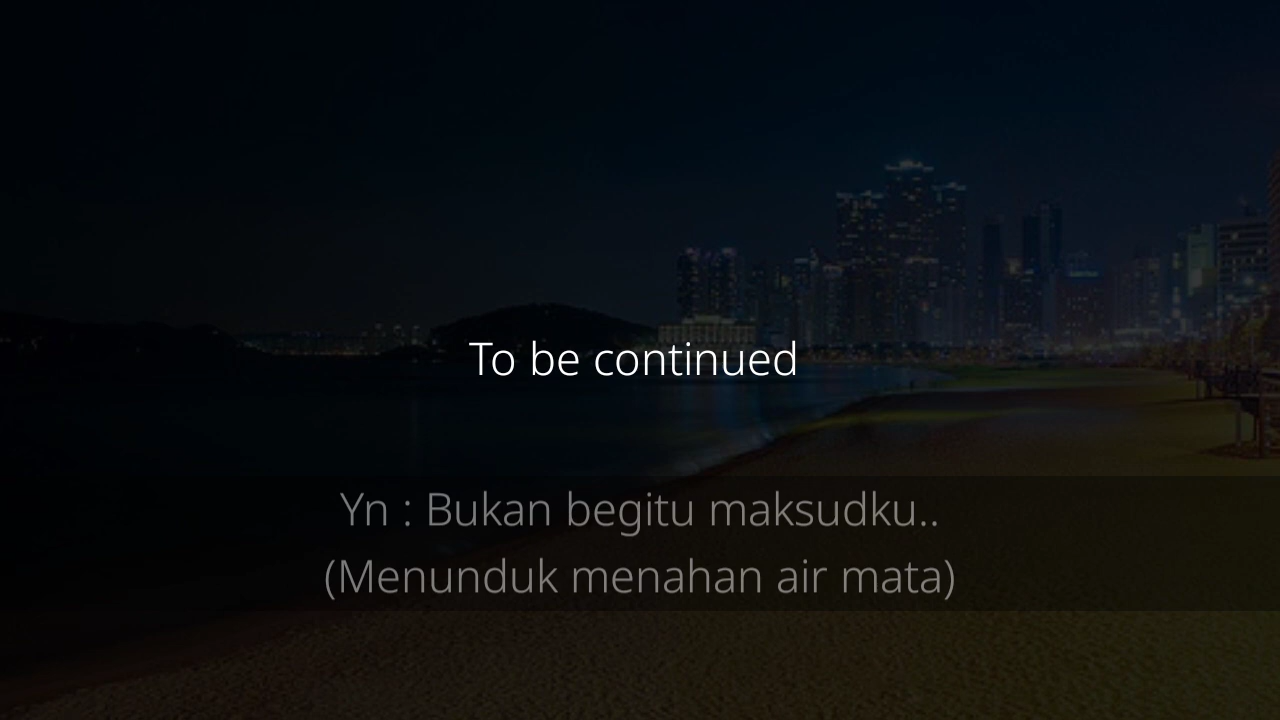 To be continued
Yn : Bukan begitu maksudku..
(Menunduk menahan air mata)